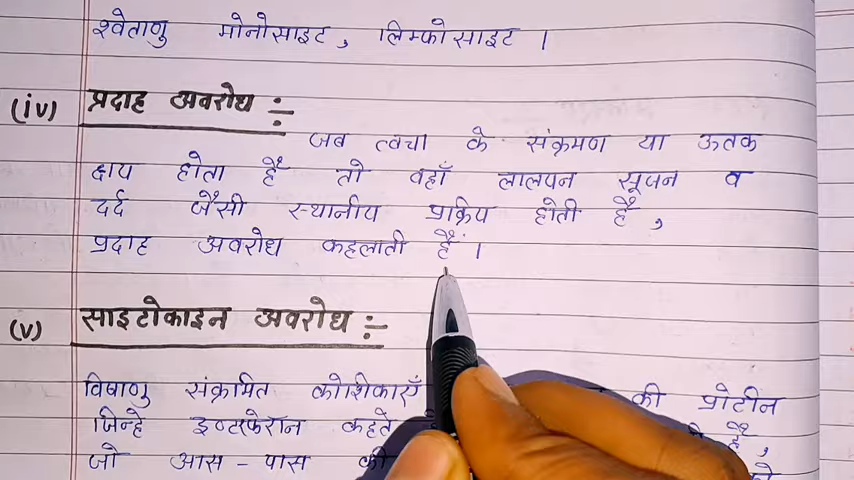 श्वेताणु मोनोसाइट, लिम्फोसाइट ।
(iv) प्रदाह अवरोध :-
जब त्वचा के संक्रमण या ऊतक
क्षय होता है तो वहाँ लालपन सूजन व
दर्द जैसी स्थानीय प्रक्रिय होती है,
प्रदाह अवरोध कहलाती हैं ।
(v) साइटोकाइन अवरोध :-
विषाणु संक्रमित कोशिकाएँ की प्रोटीन
जिन्हे इण्टरफेरॉन कहते है,
जो आस-पास की